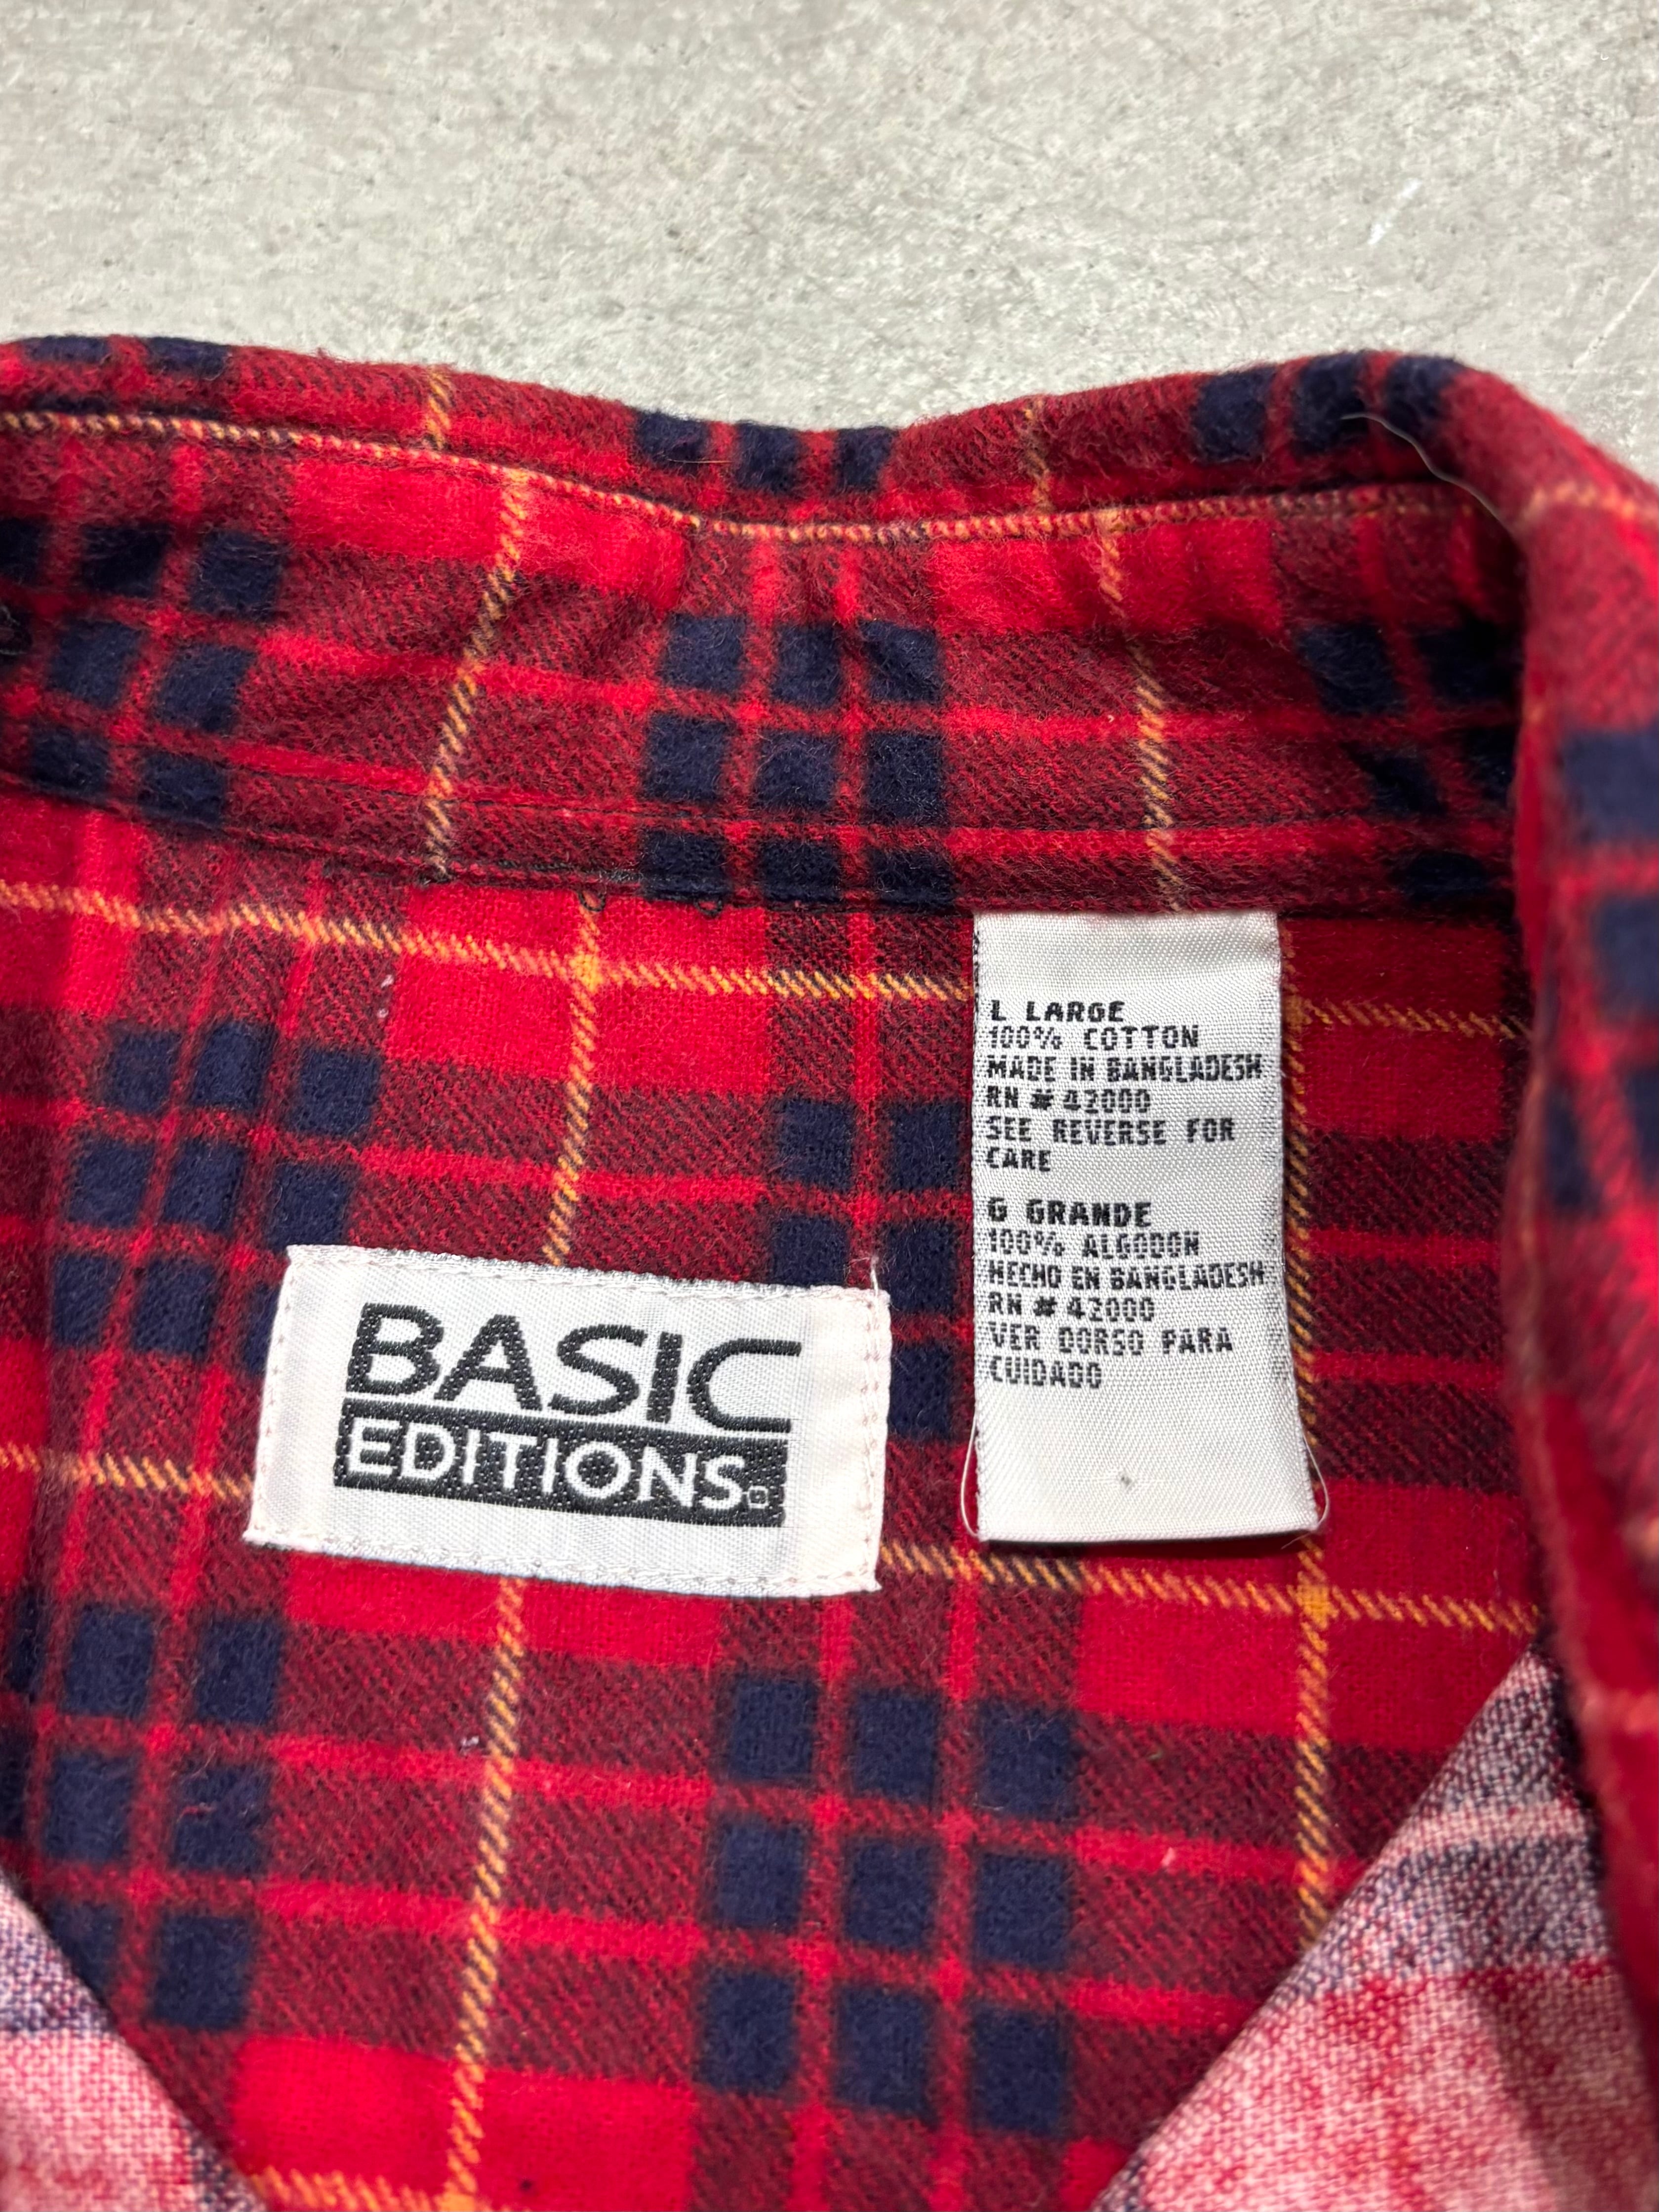 BASIC
EDITIONS
L LARGE
100% COTTON
MADE IN BANGLADESH
RN # 42000
SEE REVERSE FOR
CARE
G GRANDE
100% ALGODON
HECHO EN BANGLADESH
RN # 42000
VER DORSO PARA
CUIDADO